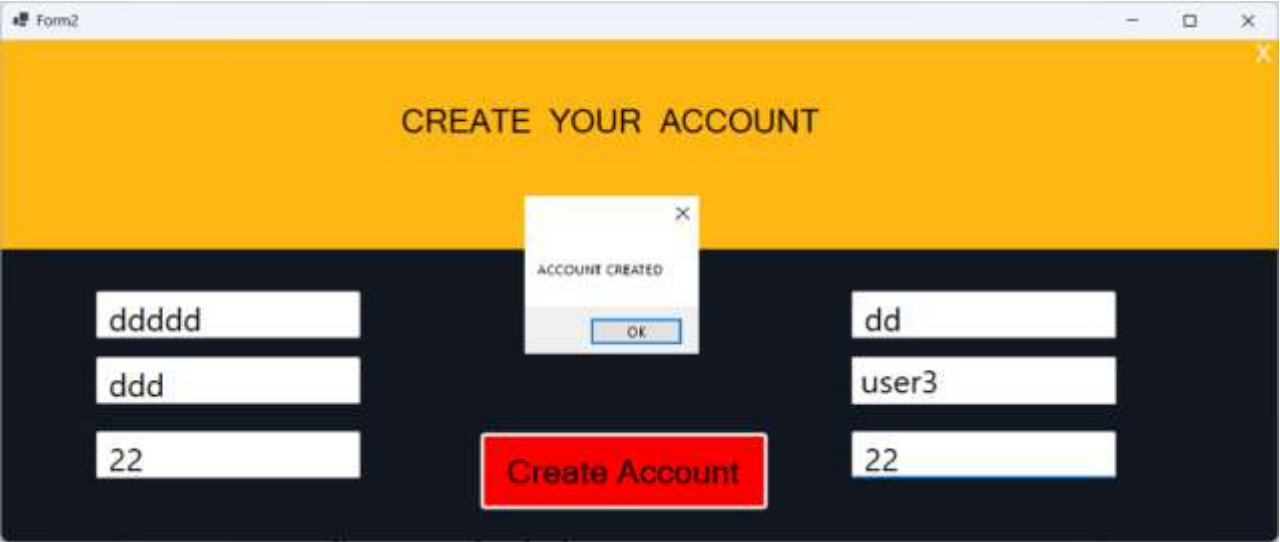 Form2
X
CREATE YOUR ACCOUNT
ACCOUNT CREATED
OK
ddddd
dd
ddd
user3
22
22
Create Account